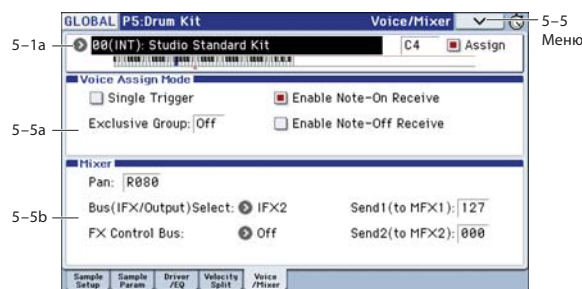 GLOBAL P5:Drum Kit Voice/Mixer
5–5
Меню
5–1a
00(INT): Studio Standard Kit C4 Assign
Voice Assign Mode
Single Trigger Enable Note-On Receive
5–5a
Exclusive Group: Off Enable Note-Off Receive
Mixer
Pan: R080
5–5b
Bus(IFX/Output)Select: IFX2 Send1(to MFX1): 127
FX Control Bus: Off Send2(to MFX2): 000
Sample Setup Sample Param Driver /EQ Velocity Split Voice /Mixer